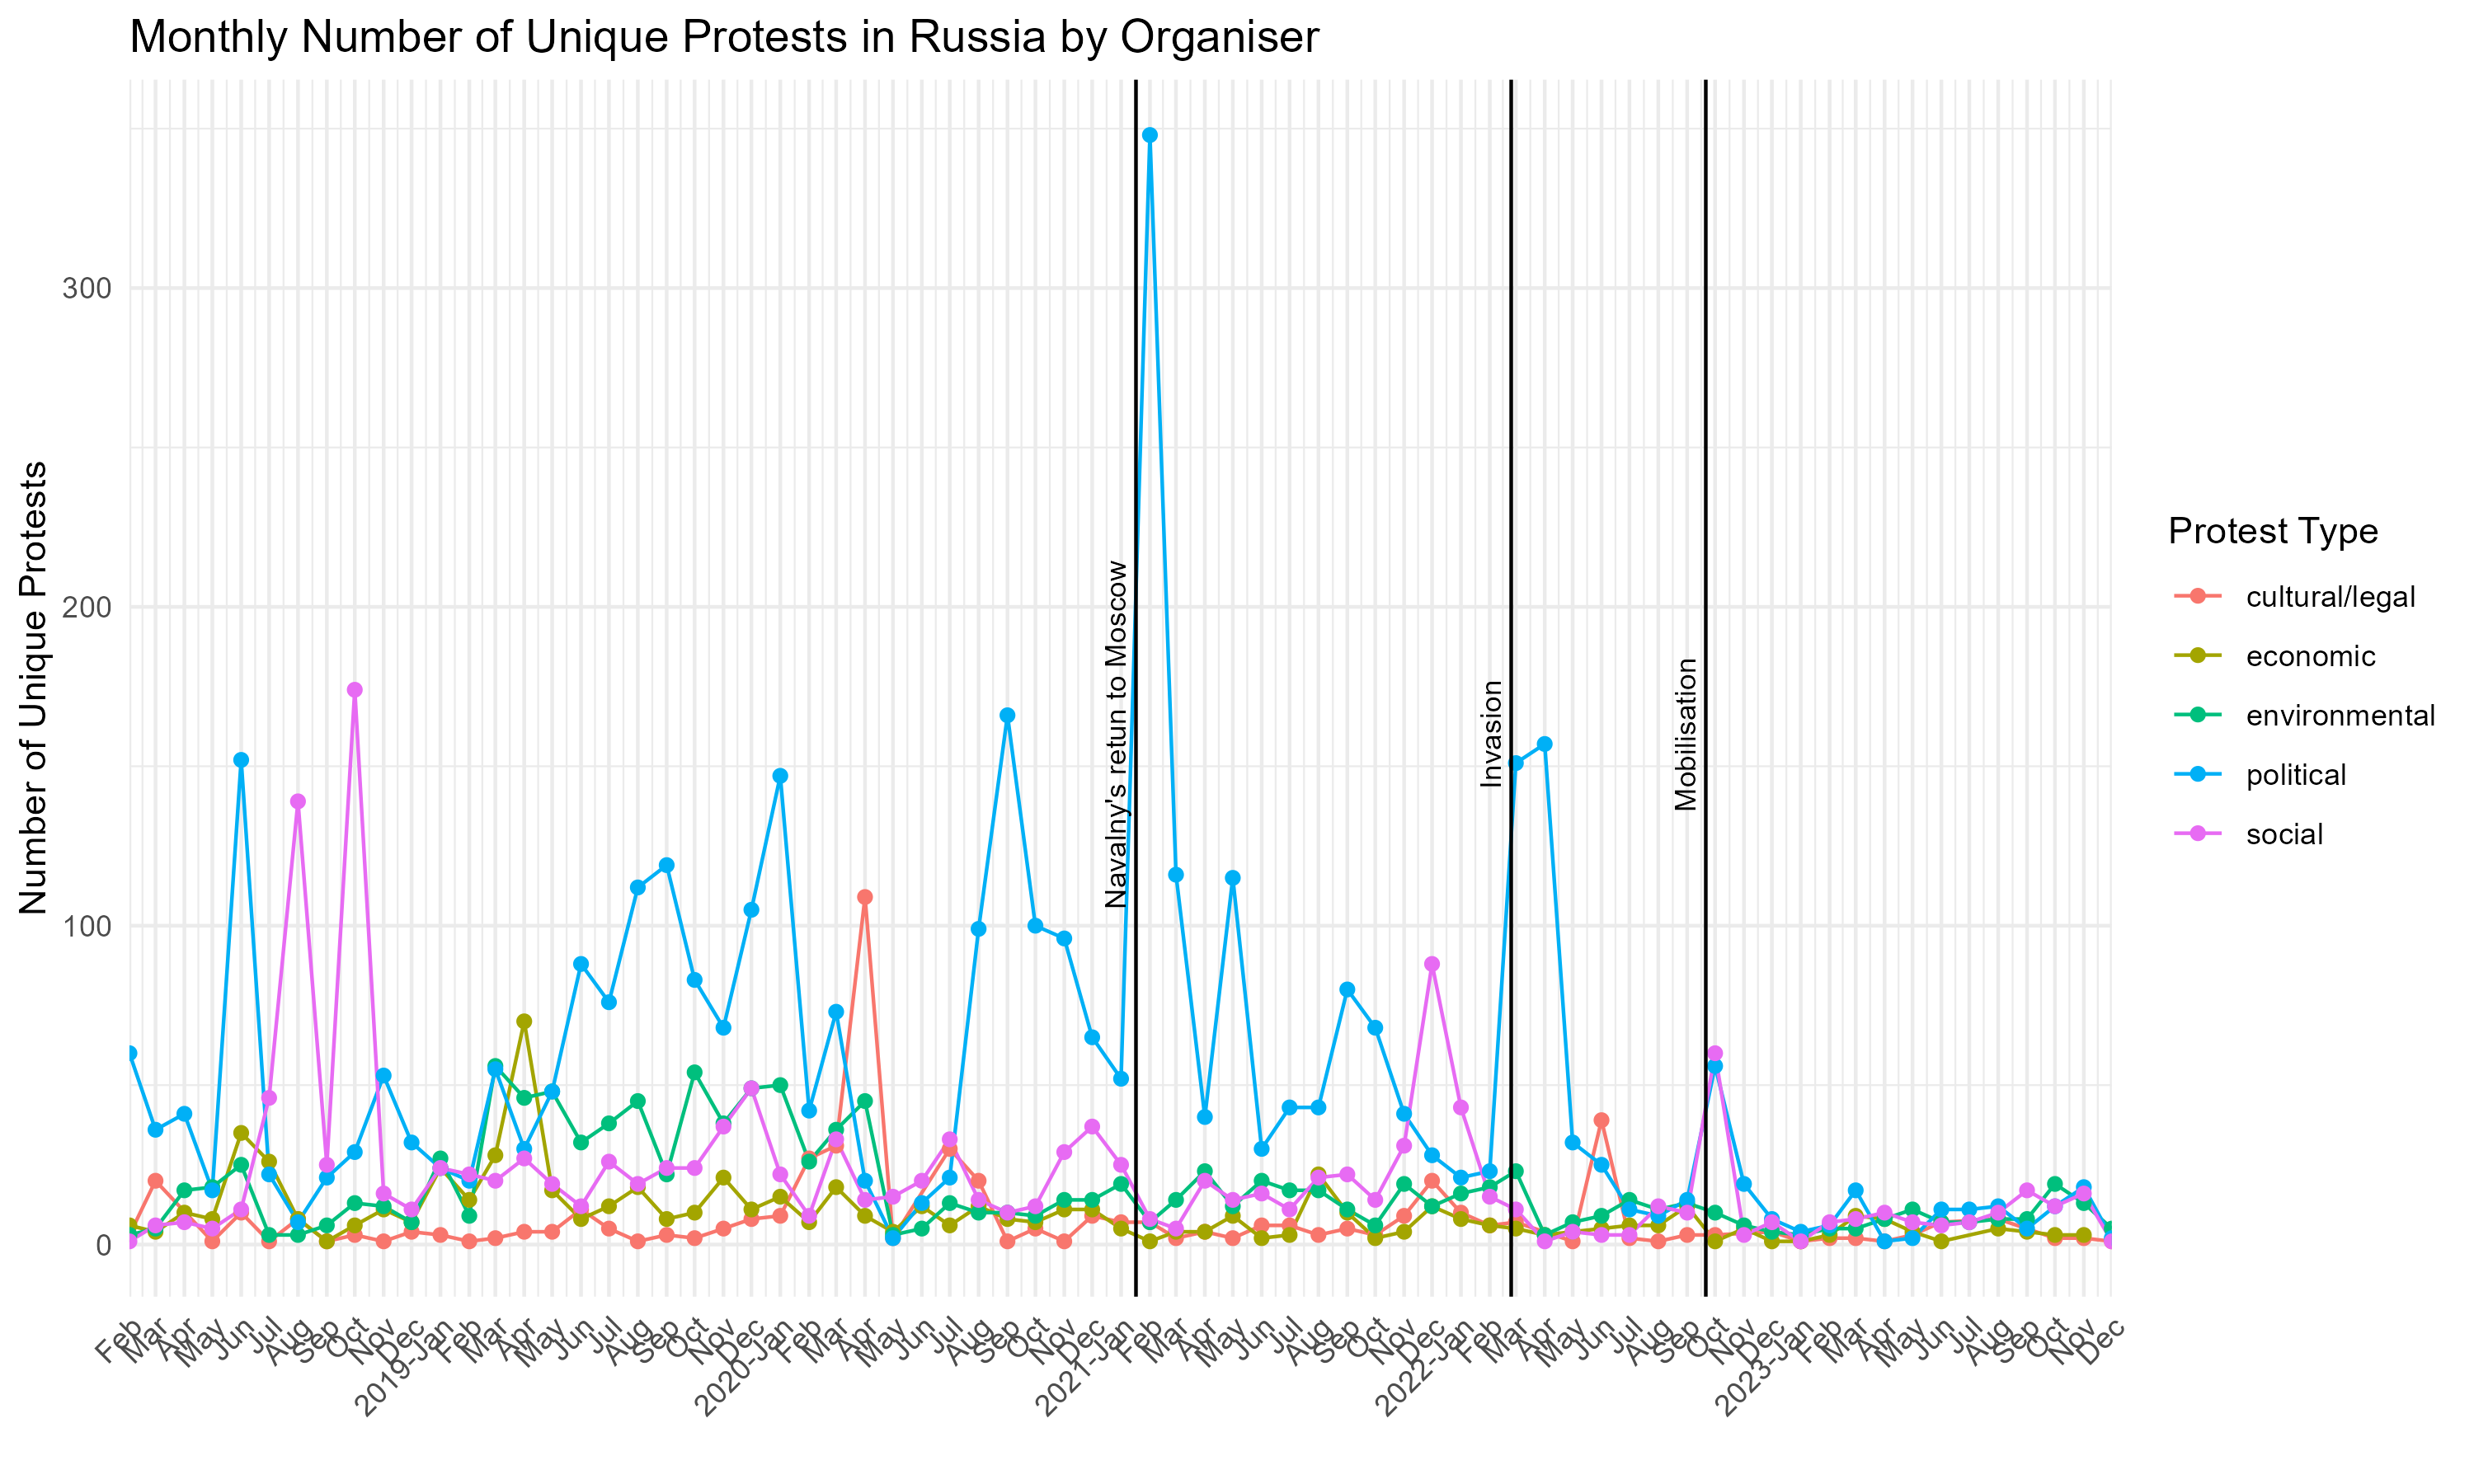 Monthly Number of Unique Protests in Russia by Organiser
Number of Unique Protests
300
200
100
0
Navalny's retun to Moscow
Invasion
Mobilisation
Feb
Mar
Apr
May
Jun
Jul
Aug
Sep
Oct
Nov
Dec
2019-Jan
Feb
Mar
Apr
May
Jun
Jul
Aug
Sep
Oct
Nov
Dec
2020-Jan
Feb
Mar
Apr
May
Jun
Jul
Aug
Sep
Oct
Nov
Dec
2021-Jan
Feb
Mar
Apr
May
Jun
Jul
Aug
Sep
Oct
Nov
Dec
2022-Jan
Feb
Mar
Apr
May
Jun
Jul
Aug
Sep
Oct
Nov
Dec
2023-Jan
Feb
Mar
Apr
May
Jun
Jul
Aug
Sep
Oct
Nov
Dec
Protest Type
cultural/legal
economic
environmental
political
social